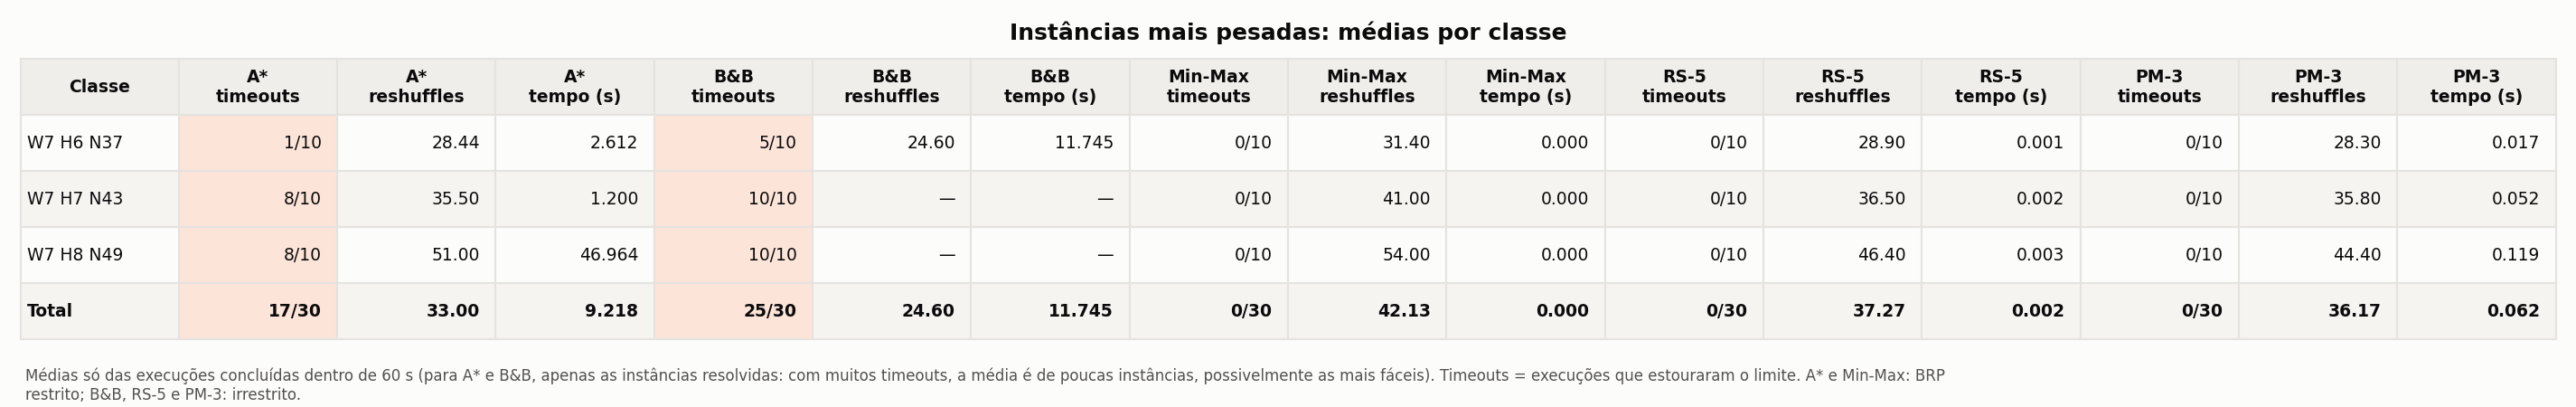 Instâncias mais pesadas: médias por classe
Classe A* timeouts A* reshuffles A* tempo (s) B&B timeouts B&B reshuffles B&B tempo (s) Min-Max timeouts Min-Max reshuffles Min-Max tempo (s) RS-5 timeouts RS-5 reshuffles RS-5 tempo (s) PM-3 timeouts PM-3 reshuffles PM-3 tempo (s)
W7 H6 N37 1/10 28.44 2.612 5/10 24.60 11.745 0/10 31.40 0.000 0/10 28.90 0.001 0/10 28.30 0.017
W7 H7 N43 8/10 35.50 1.200 10/10 — — 0/10 41.00 0.000 0/10 36.50 0.002 0/10 35.80 0.052
W7 H8 N49 8/10 51.00 46.964 10/10 — — 0/10 54.00 0.000 0/10 46.40 0.003 0/10 44.40 0.119
Total 17/30 33.00 9.218 25/30 24.60 11.745 0/30 42.13 0.000 0/30 37.27 0.002 0/30 36.17 0.062
Médias só das execuções concluídas dentro de 60 s (para A* e B&B, apenas as instâncias resolvidas: com muitos timeouts, a média é de poucas instâncias, possivelmente as mais fáceis). Timeouts = execuções que estouraram o limite. A* e Min-Max: BRP
restrito; B&B, RS-5 e PM-3: irrestrito.